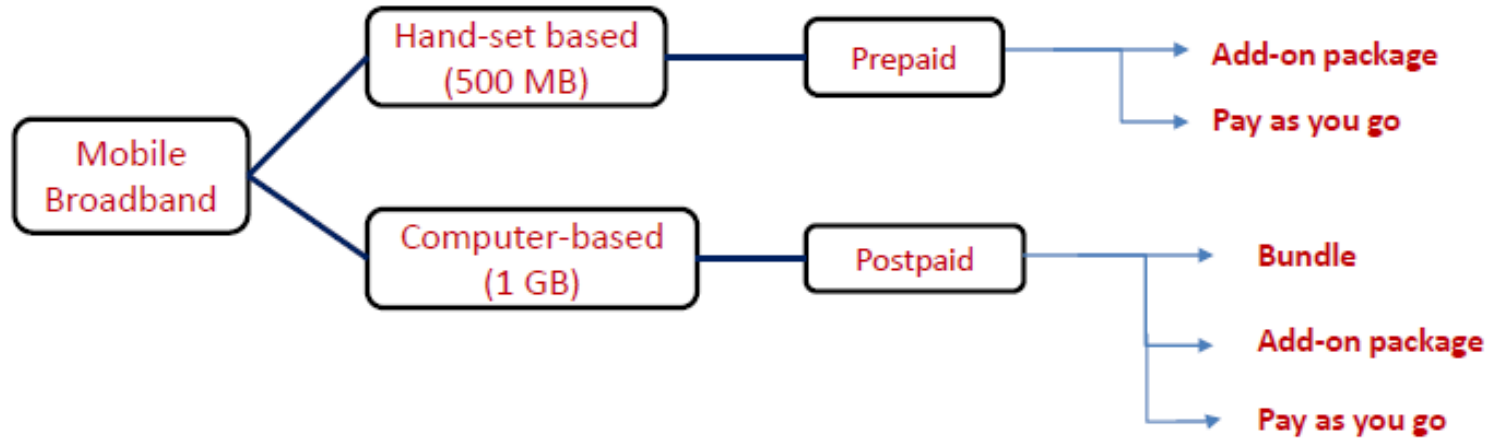 Hand-set based
(500 MB)
Prepaid
Add-on package
Pay as you go
Mobile
Broadband
Computer-based
(1 GB)
Postpaid
Bundle
Add-on package
Pay as you go